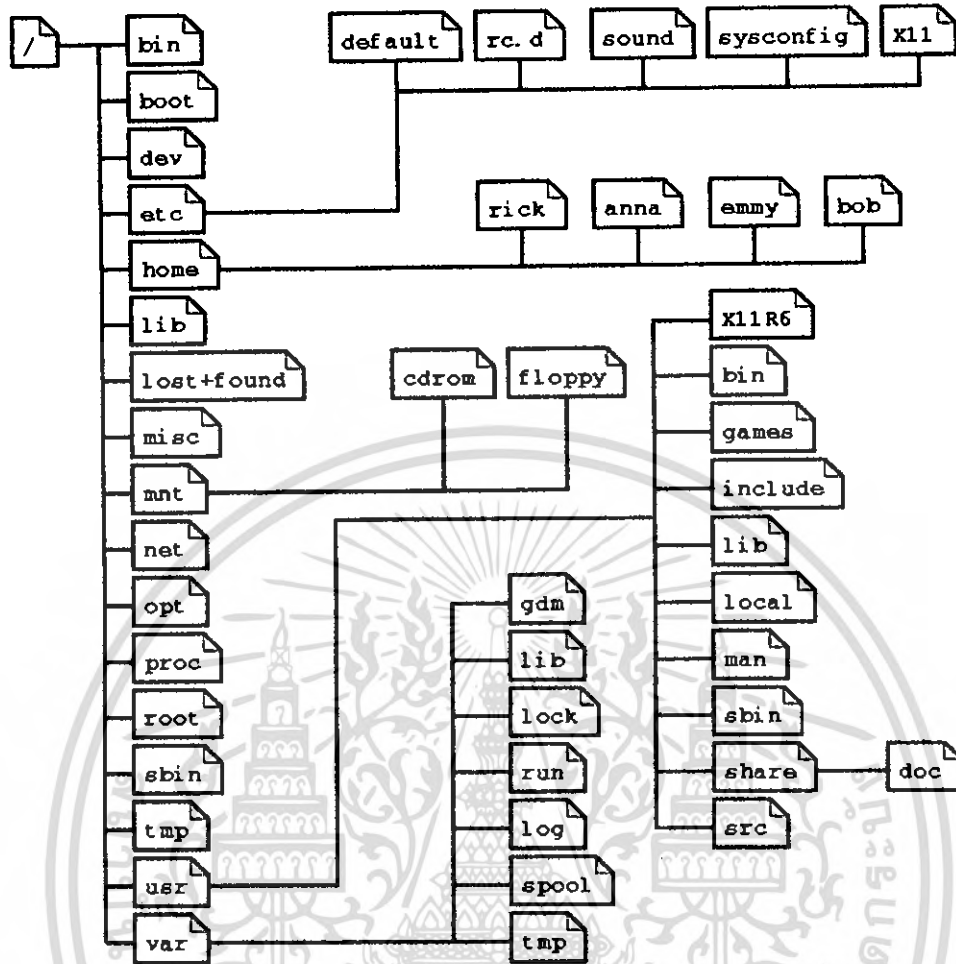 /
bin
default
rc.d
sound
sysconfig
X11
boot
dev
etc
rick
anna
emmy
bob
home
lib
X11R6
lost+found
cdrom
floppy
bin
misc
games
mnt
include
net
lib
opt
gdm
local
proc
lib
man
root
lock
sbin
sbin
run
share
doc
tmp
log
src
usr
spool
var
tmp